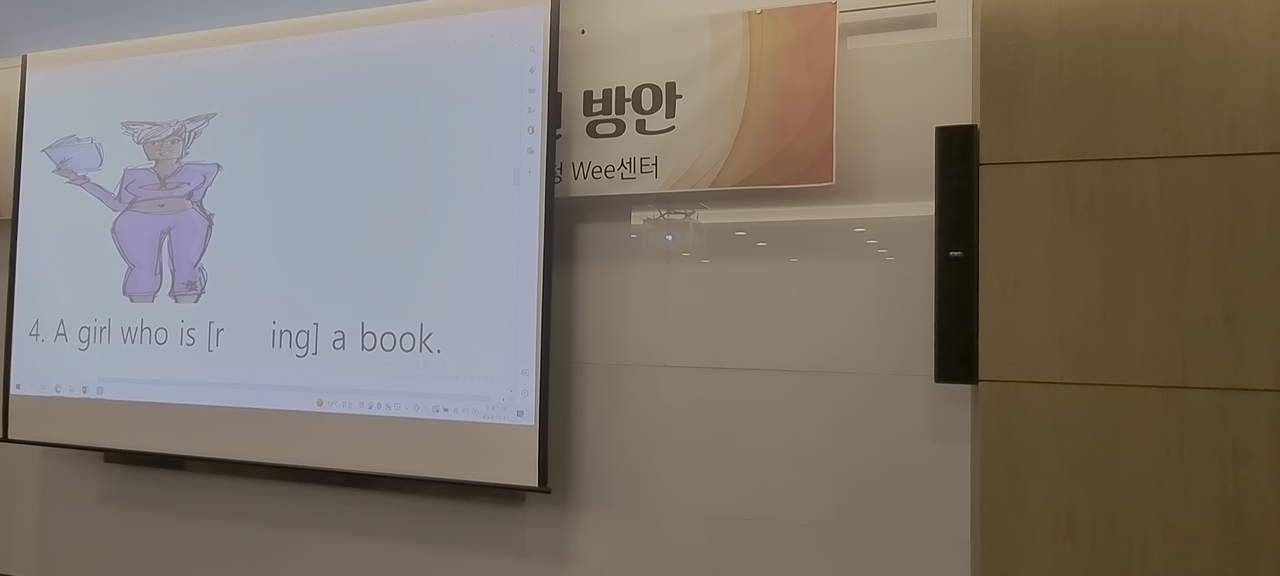 방안
Wee센터
4. A girl who is [r ing] a book.